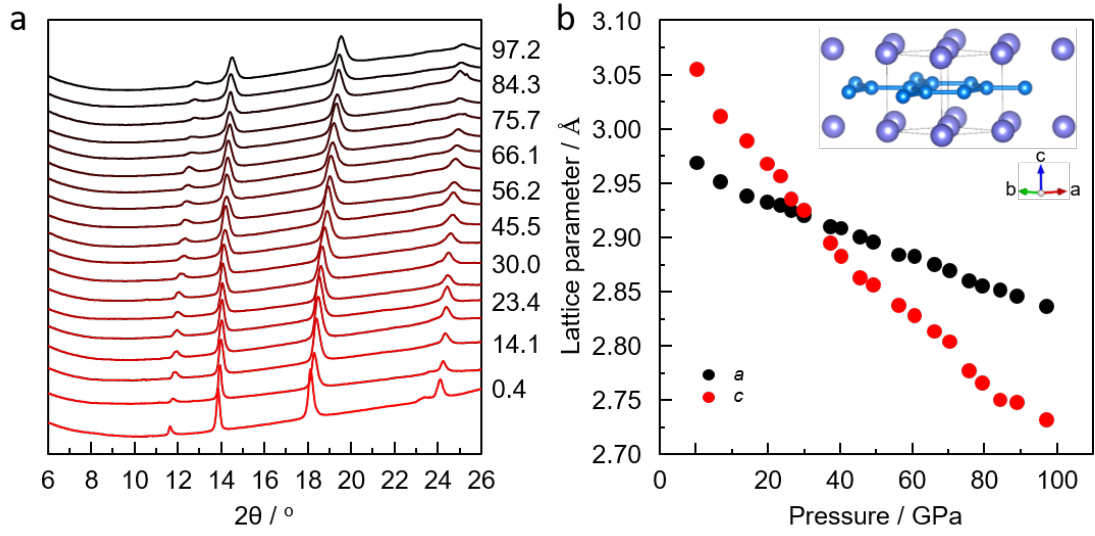 a
97.2
84.3
75.7
66.1
56.2
45.5
30.0
23.4
14.1
0.4
6 8 10 12 14 16 18 20 22 24 26
2θ / °
b
Lattice parameter / Å
3.10
3.05
3.00
2.95
2.90
2.85
2.80
2.75
2.70
c
b a
a
c
0 20 40 60 80 100
Pressure / GPa